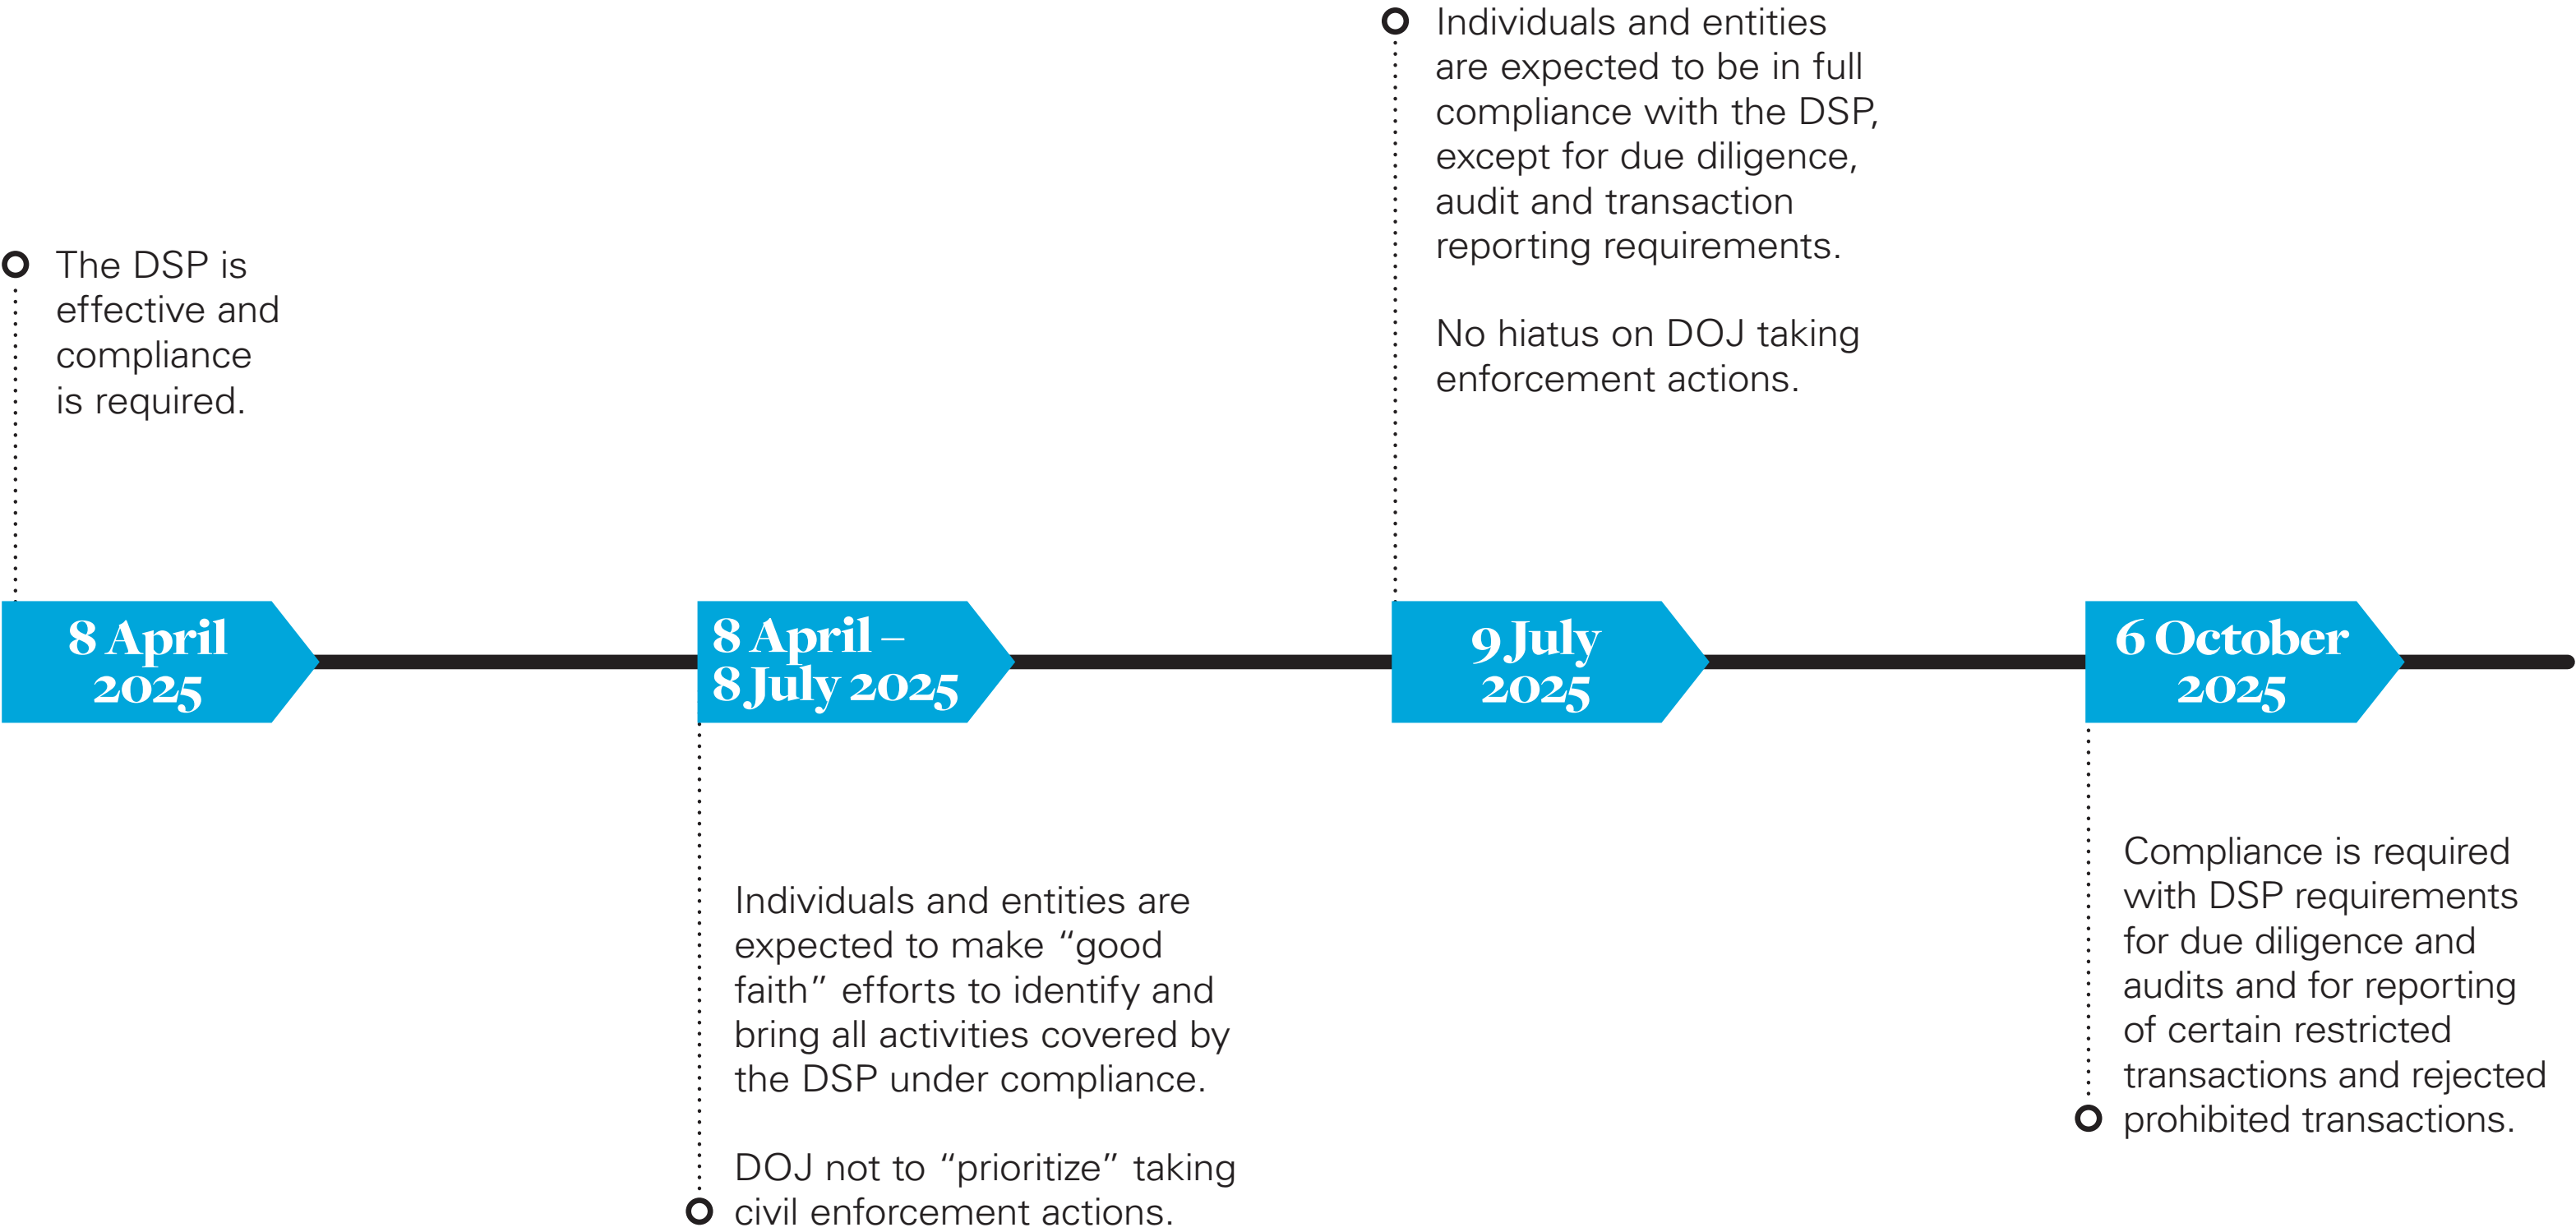 The DSP is
effective and
compliance
is required.
8 April
2025
8 April –
8 July 2025
Individuals and entities are
expected to make “good
faith” efforts to identify and
bring all activities covered by
the DSP under compliance.
DOJ not to “prioritize” taking
civil enforcement actions.
Individuals and entities
are expected to be in full
compliance with the DSP,
except for due diligence,
audit and transaction
reporting requirements.
No hiatus on DOJ taking
enforcement actions.
9 July
2025
6 October
2025
Compliance is required
with DSP requirements
for due diligence and
audits and for reporting
of certain restricted
transactions and rejected
prohibited transactions.